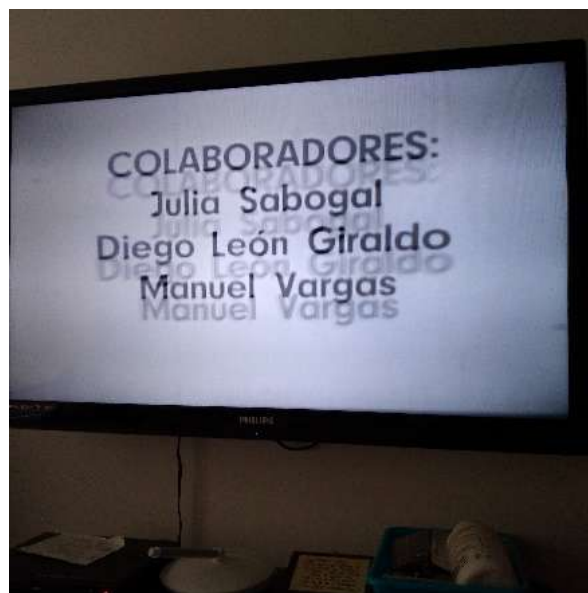 COLABORADORES:
Julia Sabogal
Diego León Giraldo
Manuel Vargas
PHILIPS